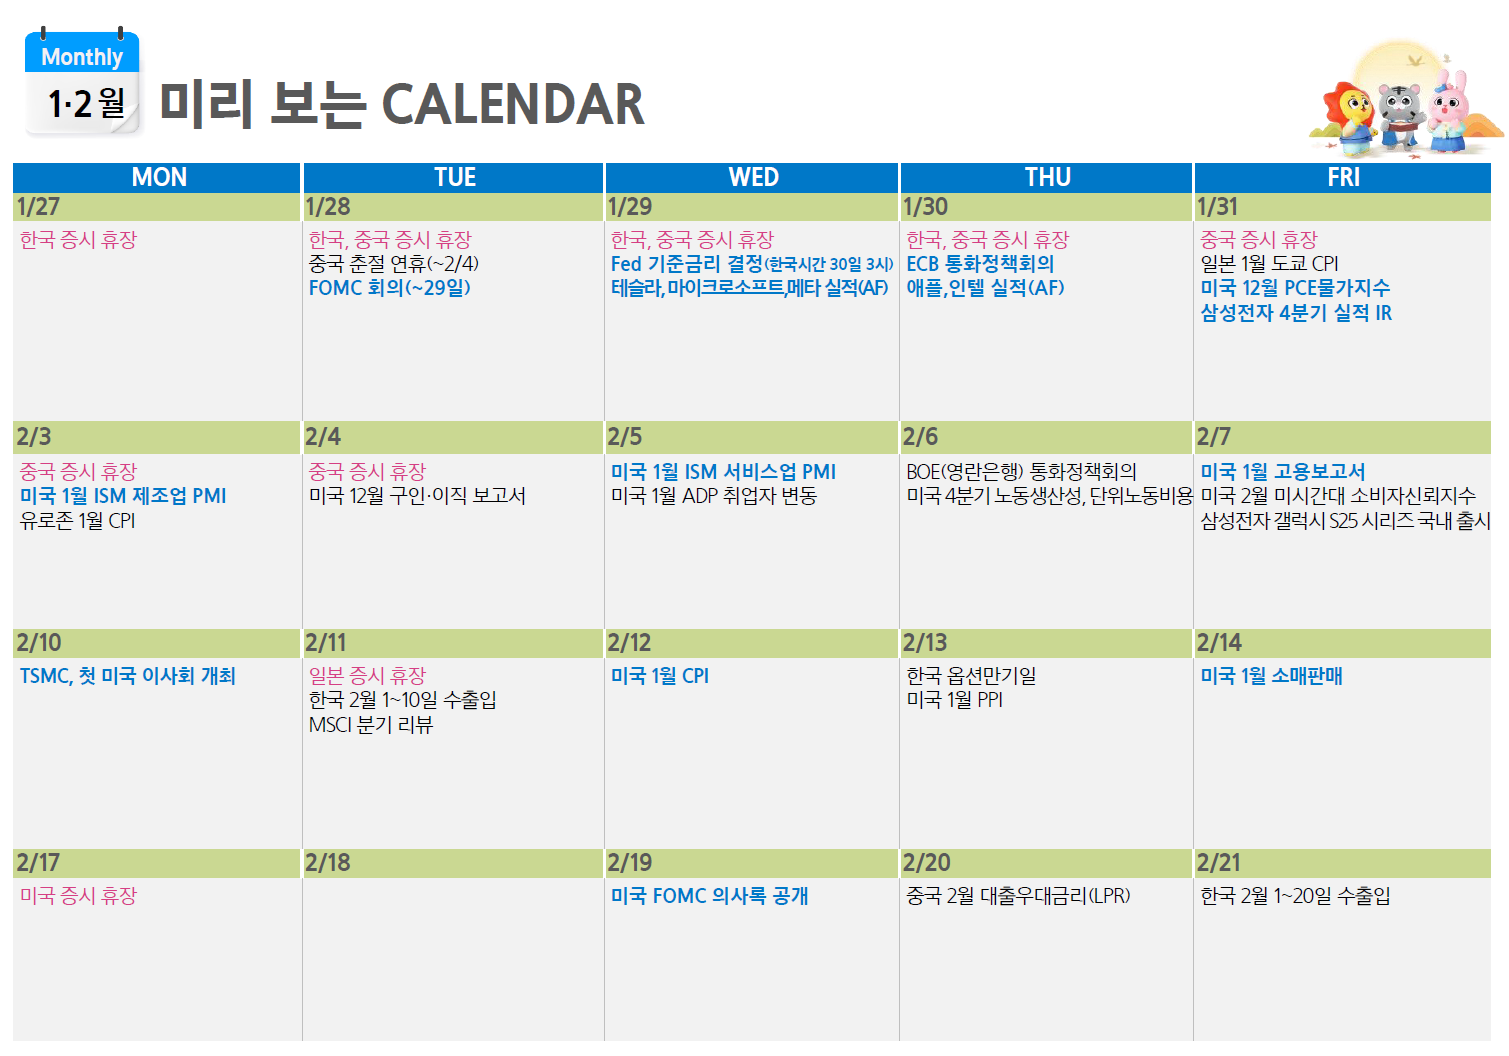 Monthly
1·2월
미리 보는 CALENDAR
MON
TUE
WED
THU
FRI
1/27
1/28
1/29
1/30
1/31
한국 증시 휴장
한국, 중국 증시 휴장
중국 춘절 연휴(~2/4)
FOMC 회의(~29일)
한국, 중국 증시 휴장
Fed 기준금리 결정(한국시간 30일 3시)
테슬라, 마이크로소프트,메타 실적(AF)
한국, 중국 증시 휴장
ECB 통화정책회의
애플,인텔 실적(AF)
중국 증시 휴장
일본 1월 도쿄 CPI
미국 12월 PCE물가지수
삼성전자 4분기 실적 IR
2/3
2/4
2/5
2/6
2/7
중국 증시 휴장
미국 1월 ISM 제조업 PMI
유로존 1월 CPI
중국 증시 휴장
미국 12월 구인·이직 보고서
미국 1월 ISM 서비스업 PMI
미국 1월 ADP 취업자 변동
BOE(영란은행) 통화정책회의
미국 4분기 노동생산성, 단위노동비용
미국 1월 고용보고서
미국 2월 미시간대 소비자신뢰지수
삼성전자 갤럭시 S25 시리즈 국내 출시
2/10
2/11
2/12
2/13
2/14
TSMC, 첫 미국 이사회 개최
일본 증시 휴장
한국 2월 1~10일 수출입
MSCI 분기 리뷰
미국 1월 CPI
한국 옵션만기일
미국 1월 PPI
미국 1월 소매판매
2/17
2/18
2/19
2/20
2/21
미국 증시 휴장
미국 FOMC 의사록 공개
중국 2월 대출우대금리(LPR)
한국 2월 1~20일 수출입